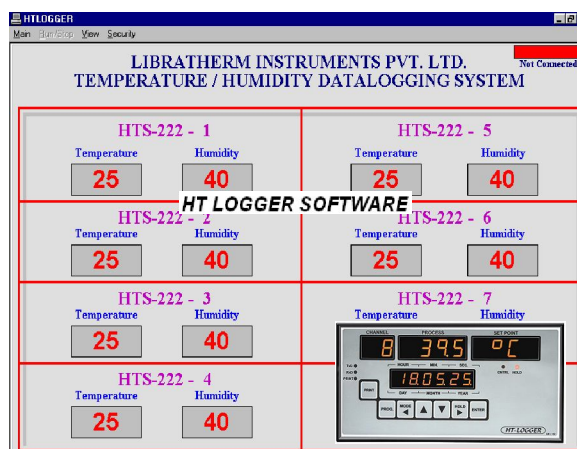 HTLOGGER
Main Run/Stop View Security
LIBRATHERM INSTRUMENTS PVT. LTD.
Not Connected
TEMPERATURE / HUMIDITY DATALOGGING SYSTEM
HTS-222 - 1
Temperature Humidity
25 40
HTS-222 - 5
Temperature Humidity
25 40
HT LOGGER SOFTWARE
HTS-222 - 2
Temperature Humidity
25 40
HTS-222 - 6
Temperature Humidity
25 40
HTS-222 - 3
Temperature Humidity
25 40
HTS-222 - 7
Temperature Humidity
HTS-222 - 4
Temperature Humidity
25 40
CHANNEL PROCESS SET POINT
8 39.5 °C
HOUR MIN. SEC.
18.05.25.
DAY MONTH YEAR
PRINT
PROG. MODE HOLD ENTER
HT-LOGGER